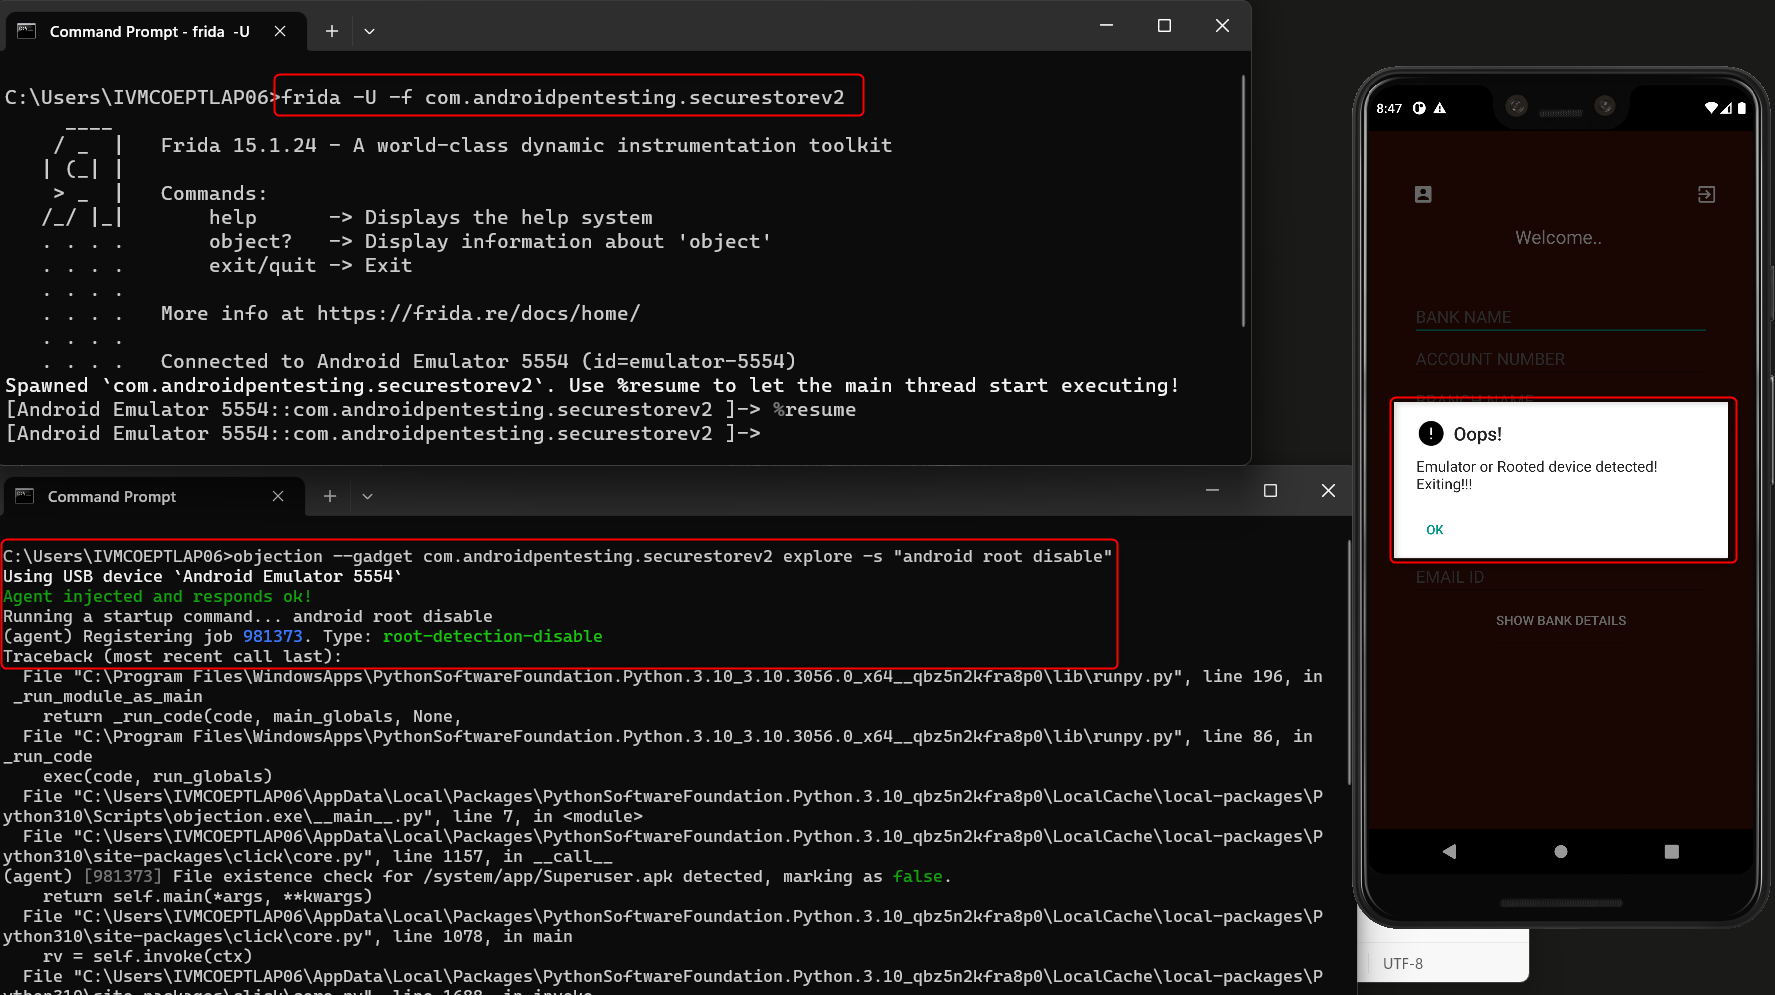 Command Prompt - frida  -U
C:\Users\IVMCOEPTLAP06>frida -U -f com.androidpentesting.securestorev2
     ____
    / _  |   Frida 15.1.24 - A world-class dynamic instrumentation toolkit
   | (_| |
    > _  |   Commands:
   /_/ |_|       help      -> Displays the help system
   . . . .       object?   -> Display information about 'object'
   . . . .       exit/quit -> Exit
   . . . .
   . . . .   More info at https://frida.re/docs/home/
   . . . .
   . . . .   Connected to Android Emulator 5554 (id=emulator-5554)
Spawned `com.androidpentesting.securestorev2`. Use %resume to let the main thread start executing!
[Android Emulator 5554::com.androidpentesting.securestorev2 ]-> %resume
[Android Emulator 5554::com.androidpentesting.securestorev2 ]->
Command Prompt
C:\Users\IVMCOEPTLAP06>objection --gadget com.androidpentesting.securestorev2 explore -s "android root disable"
Using USB device `Android Emulator 5554`
Agent injected and responds ok!
Running a startup command... android root disable
(agent) Registering job 981373. Type: root-detection-disable
Traceback (most recent call last):
  File "C:\Program Files\WindowsApps\PythonSoftwareFoundation.Python.3.10_3.10.3056.0_x64__qbz5n2kfra8p0\lib\runpy.py", line 196, in
 _run_module_as_main
    return _run_code(code, main_globals, None,
  File "C:\Program Files\WindowsApps\PythonSoftwareFoundation.Python.3.10_3.10.3056.0_x64__qbz5n2kfra8p0\lib\runpy.py", line 86, in
_run_code
    exec(code, run_globals)
  File "C:\Users\IVMCOEPTLAP06\AppData\Local\Packages\PythonSoftwareFoundation.Python.3.10_qbz5n2kfra8p0\LocalCache\local-packages\P
ython310\Scripts\objection.exe\__main__.py", line 7, in <module>
  File "C:\Users\IVMCOEPTLAP06\AppData\Local\Packages\PythonSoftwareFoundation.Python.3.10_qbz5n2kfra8p0\LocalCache\local-packages\P
ython310\site-packages\click\core.py", line 1157, in __call__
(agent) [981373] File existence check for /system/app/Superuser.apk detected, marking as false.
    return self.main(*args, **kwargs)
  File "C:\Users\IVMCOEPTLAP06\AppData\Local\Packages\PythonSoftwareFoundation.Python.3.10_qbz5n2kfra8p0\LocalCache\local-packages\P
ython310\site-packages\click\core.py", line 1078, in main
    rv = self.invoke(ctx)
  File "C:\Users\IVMCOEPTLAP06\AppData\Local\Packages\PythonSoftwareFoundation.Python.3.10_qbz5n2kfra8p0\LocalCache\local-packages\P
ython310\site-packages\click\core.py", line 1688, in invoke
8:47
Welcome..
BANK NAME
ACCOUNT NUMBER
BRANCH NAME
Oops!
Emulator or Rooted device detected!
Exiting!!!
OK
EMAIL ID
SHOW BANK DETAILS
UTF-8